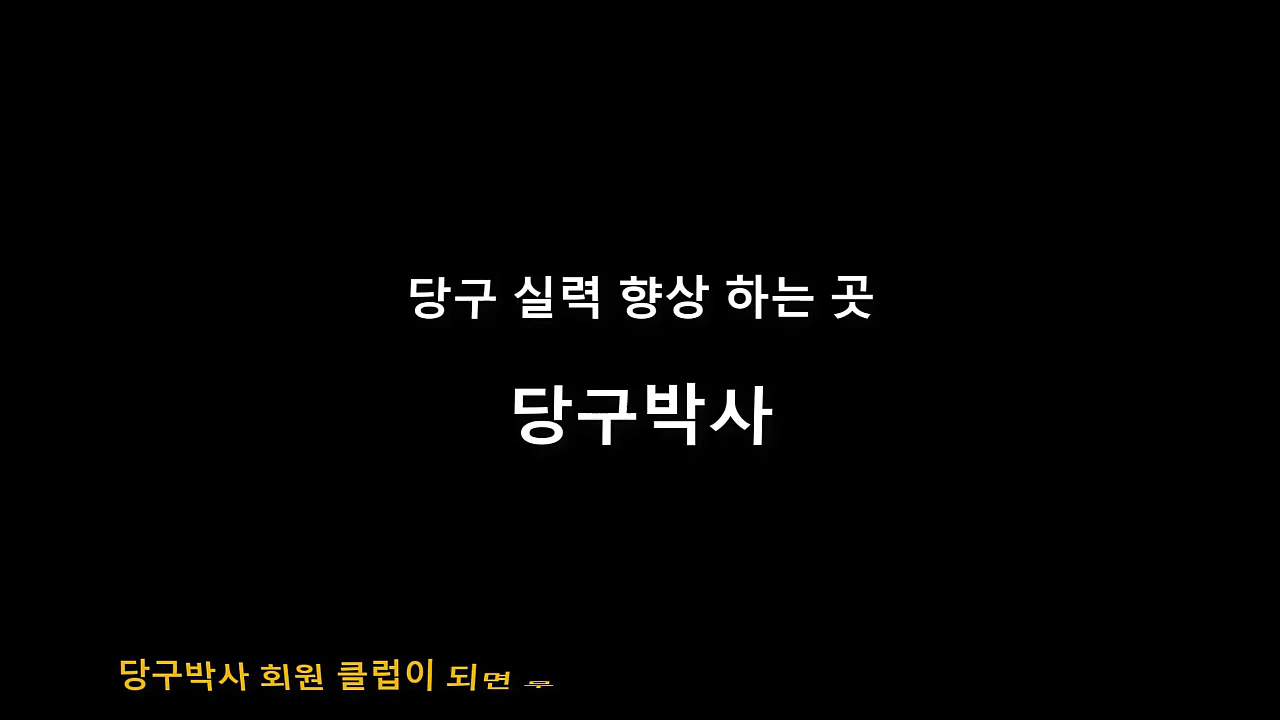 당구 실력 향상 하는 곳
당구박사
당구박사 회원 클럽이 되면